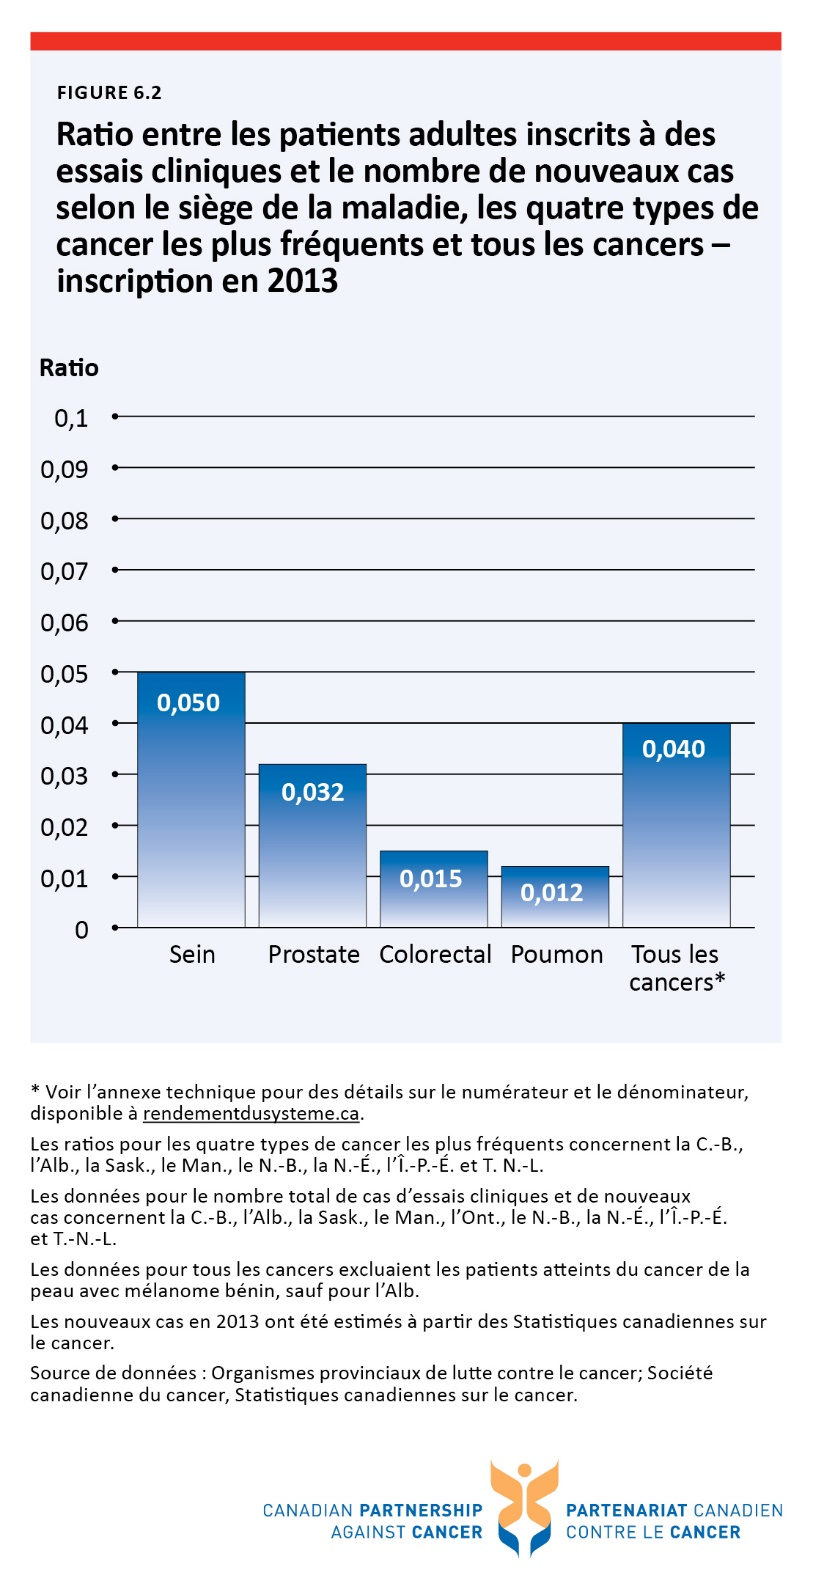 FIGURE 6.2
Ratio entre les patients adultes inscrits à des
essais cliniques et le nombre de nouveaux cas
selon le siège de la maladie, les quatre types de
cancer les plus fréquents et tous les cancers –
inscription en 2013
Ratio
0,1
0,09
0,08
0,07
0,06
0,05
0,04
0,03
0,02
0,01
0
0,050
0,032
0,015
0,012
0,040
Sein
Prostate
Colorectal
Poumon
Tous les
cancers*
* Voir l’annexe technique pour des détails sur le numérateur et le dénominateur,
disponible à rendementdusysteme.ca.
Les ratios pour les quatre types de cancer les plus fréquents concernent la C.-B.,
l’Alb., la Sask., le Man., le N.-B., la N.-É., l’Î.-P.-É. et T. N.-L.
Les données pour le nombre total de cas d’essais cliniques et de nouveaux
cas concernent la C.-B., l’Alb., la Sask., le Man., l’Ont., le N.-B., la N.-É., l’Î.-P.-É.
et T.-N.-L.
Les données pour tous les cancers excluaient les patients atteints du cancer de la
peau avec mélanome bénin, sauf pour l’Alb.
Les nouveaux cas en 2013 ont été estimés à partir des Statistiques canadiennes sur
le cancer.
Source de données : Organismes provinciaux de lutte contre le cancer; Société
canadienne du cancer, Statistiques canadiennes sur le cancer.
CANADIAN PARTNERSHIP
AGAINST CANCER
PARTENARIAT CANADIEN
CONTRE LE CANCER